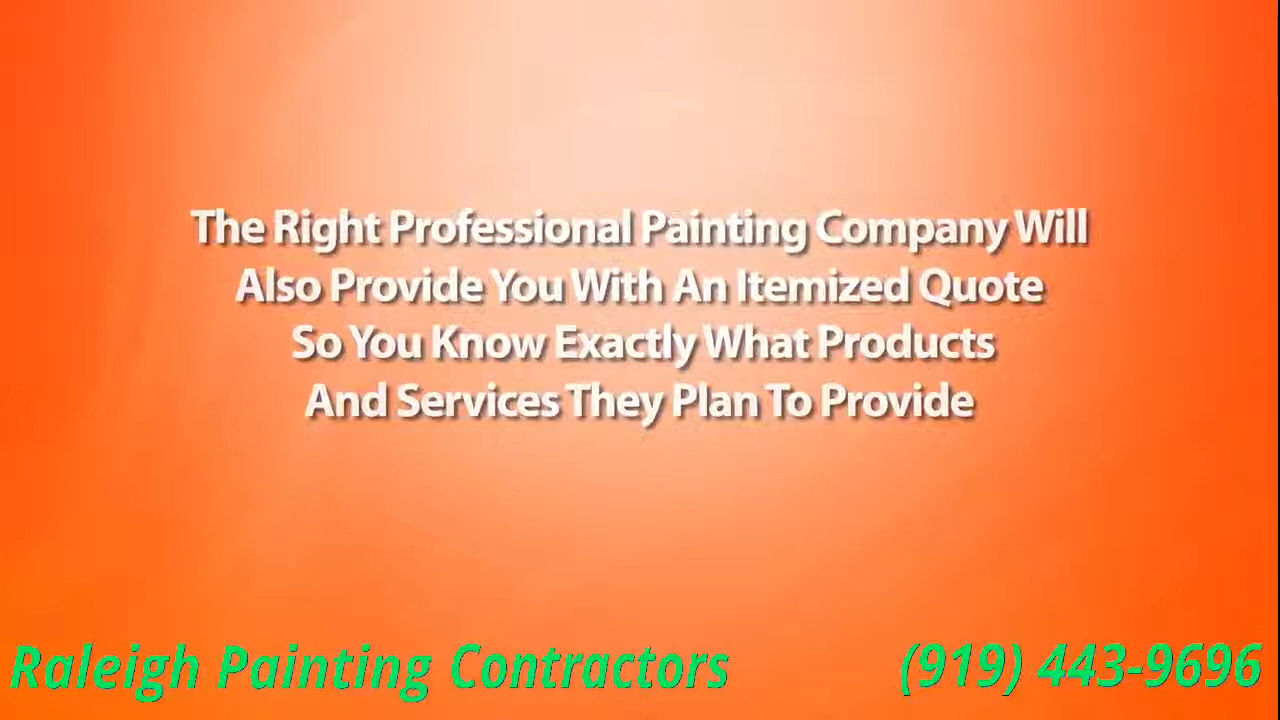 The Right Professional Painting Company Will
Also Provide You With An Itemized Quote
So You Know Exactly What Products
And Services They Plan To Provide
Raleigh Painting Contractors (919) 443-9696